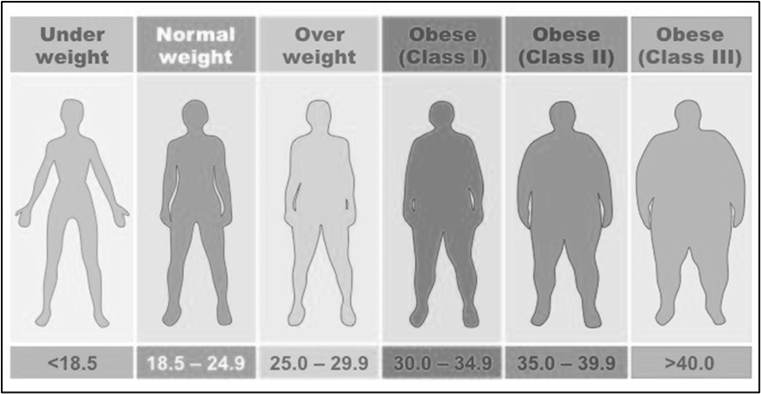 Under
weight
Normal
weight
Over
weight
Obese
(Class I)
Obese
(Class II)
Obese
(Class III)
<18.5
18.5 – 24.9
25.0 – 29.9
30.0 – 34.9
35.0 – 39.9
>40.0